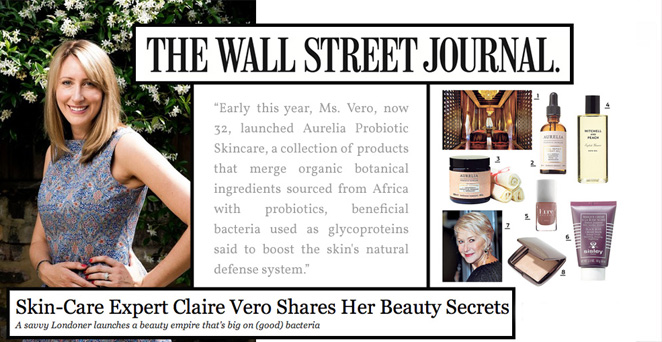 THE WALL STREET JOURNAL.
“Early this year, Ms. Vero, now
32, launched Aurelia Probiotic
Skincare, a collection of products
that merge organic botanical
ingredients sourced from Africa
with probiotics, beneficial
bacteria used as glycoproteins
said to boost the skin's natural
defense system.”
1
2
AURELIA
3
AURELIA
4
MITCHELL
AND
PEACH
5
6
sisley
7
8
Skin-Care Expert Claire Vero Shares Her Beauty Secrets
A savvy Londoner launches a beauty empire that's big on (good) bacteria